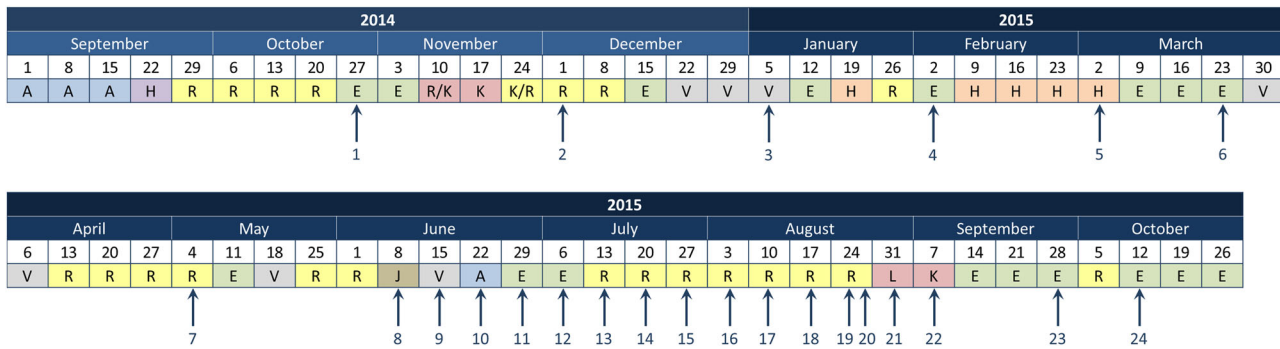 2014 2015
September October November December January February March
1 8 15 22 29 6 13 20 27 3 10 17 24 1 8 15 22 29 5 12 19 26 2 9 16 23 2 9 16 23 30
A A A H R R R R E E R/K K K/R R R E V V V E H R E H H H H E E E V
1 2 3 4 5 6
2015
April May June July August September October
6 13 20 27 4 11 18 25 1 8 15 22 29 6 13 20 27 3 10 17 24 31 7 14 21 28 5 12 19 26
V R R R R E V R R J V A E E R R R R R R R L K E E E R E E E
7 8 9 10 11 12 13 14 15 16 17 18 19 20 21 22 23 24